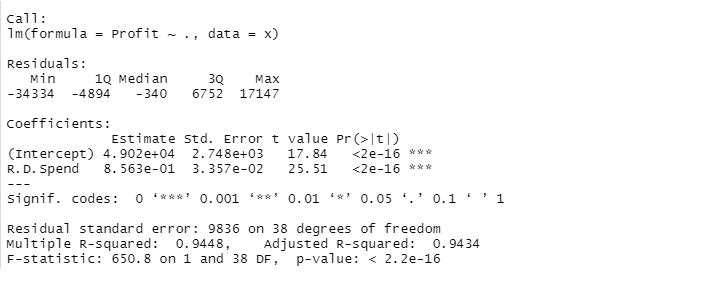 Call:
lm(formula = Profit ~ ., data = x)
Residuals:
Min 1Q Median 3Q Max
-34334 -4894 -340 6752 17147
Coefficients:
Estimate Std. Error t value Pr(>|t|)
(Intercept) 4.902e+04 2.748e+03 17.84 <2e-16 ***
R.D.Spend 8.563e-01 3.357e-02 25.51 <2e-16 ***
---
Signif. codes: 0 ‘***’ 0.001 ‘**’ 0.01 ‘*’ 0.05 ‘.’ 0.1 ‘ ’ 1
Residual standard error: 9836 on 38 degrees of freedom
Multiple R-squared: 0.9448, Adjusted R-squared: 0.9434
F-statistic: 650.8 on 1 and 38 DF, p-value: < 2.2e-16